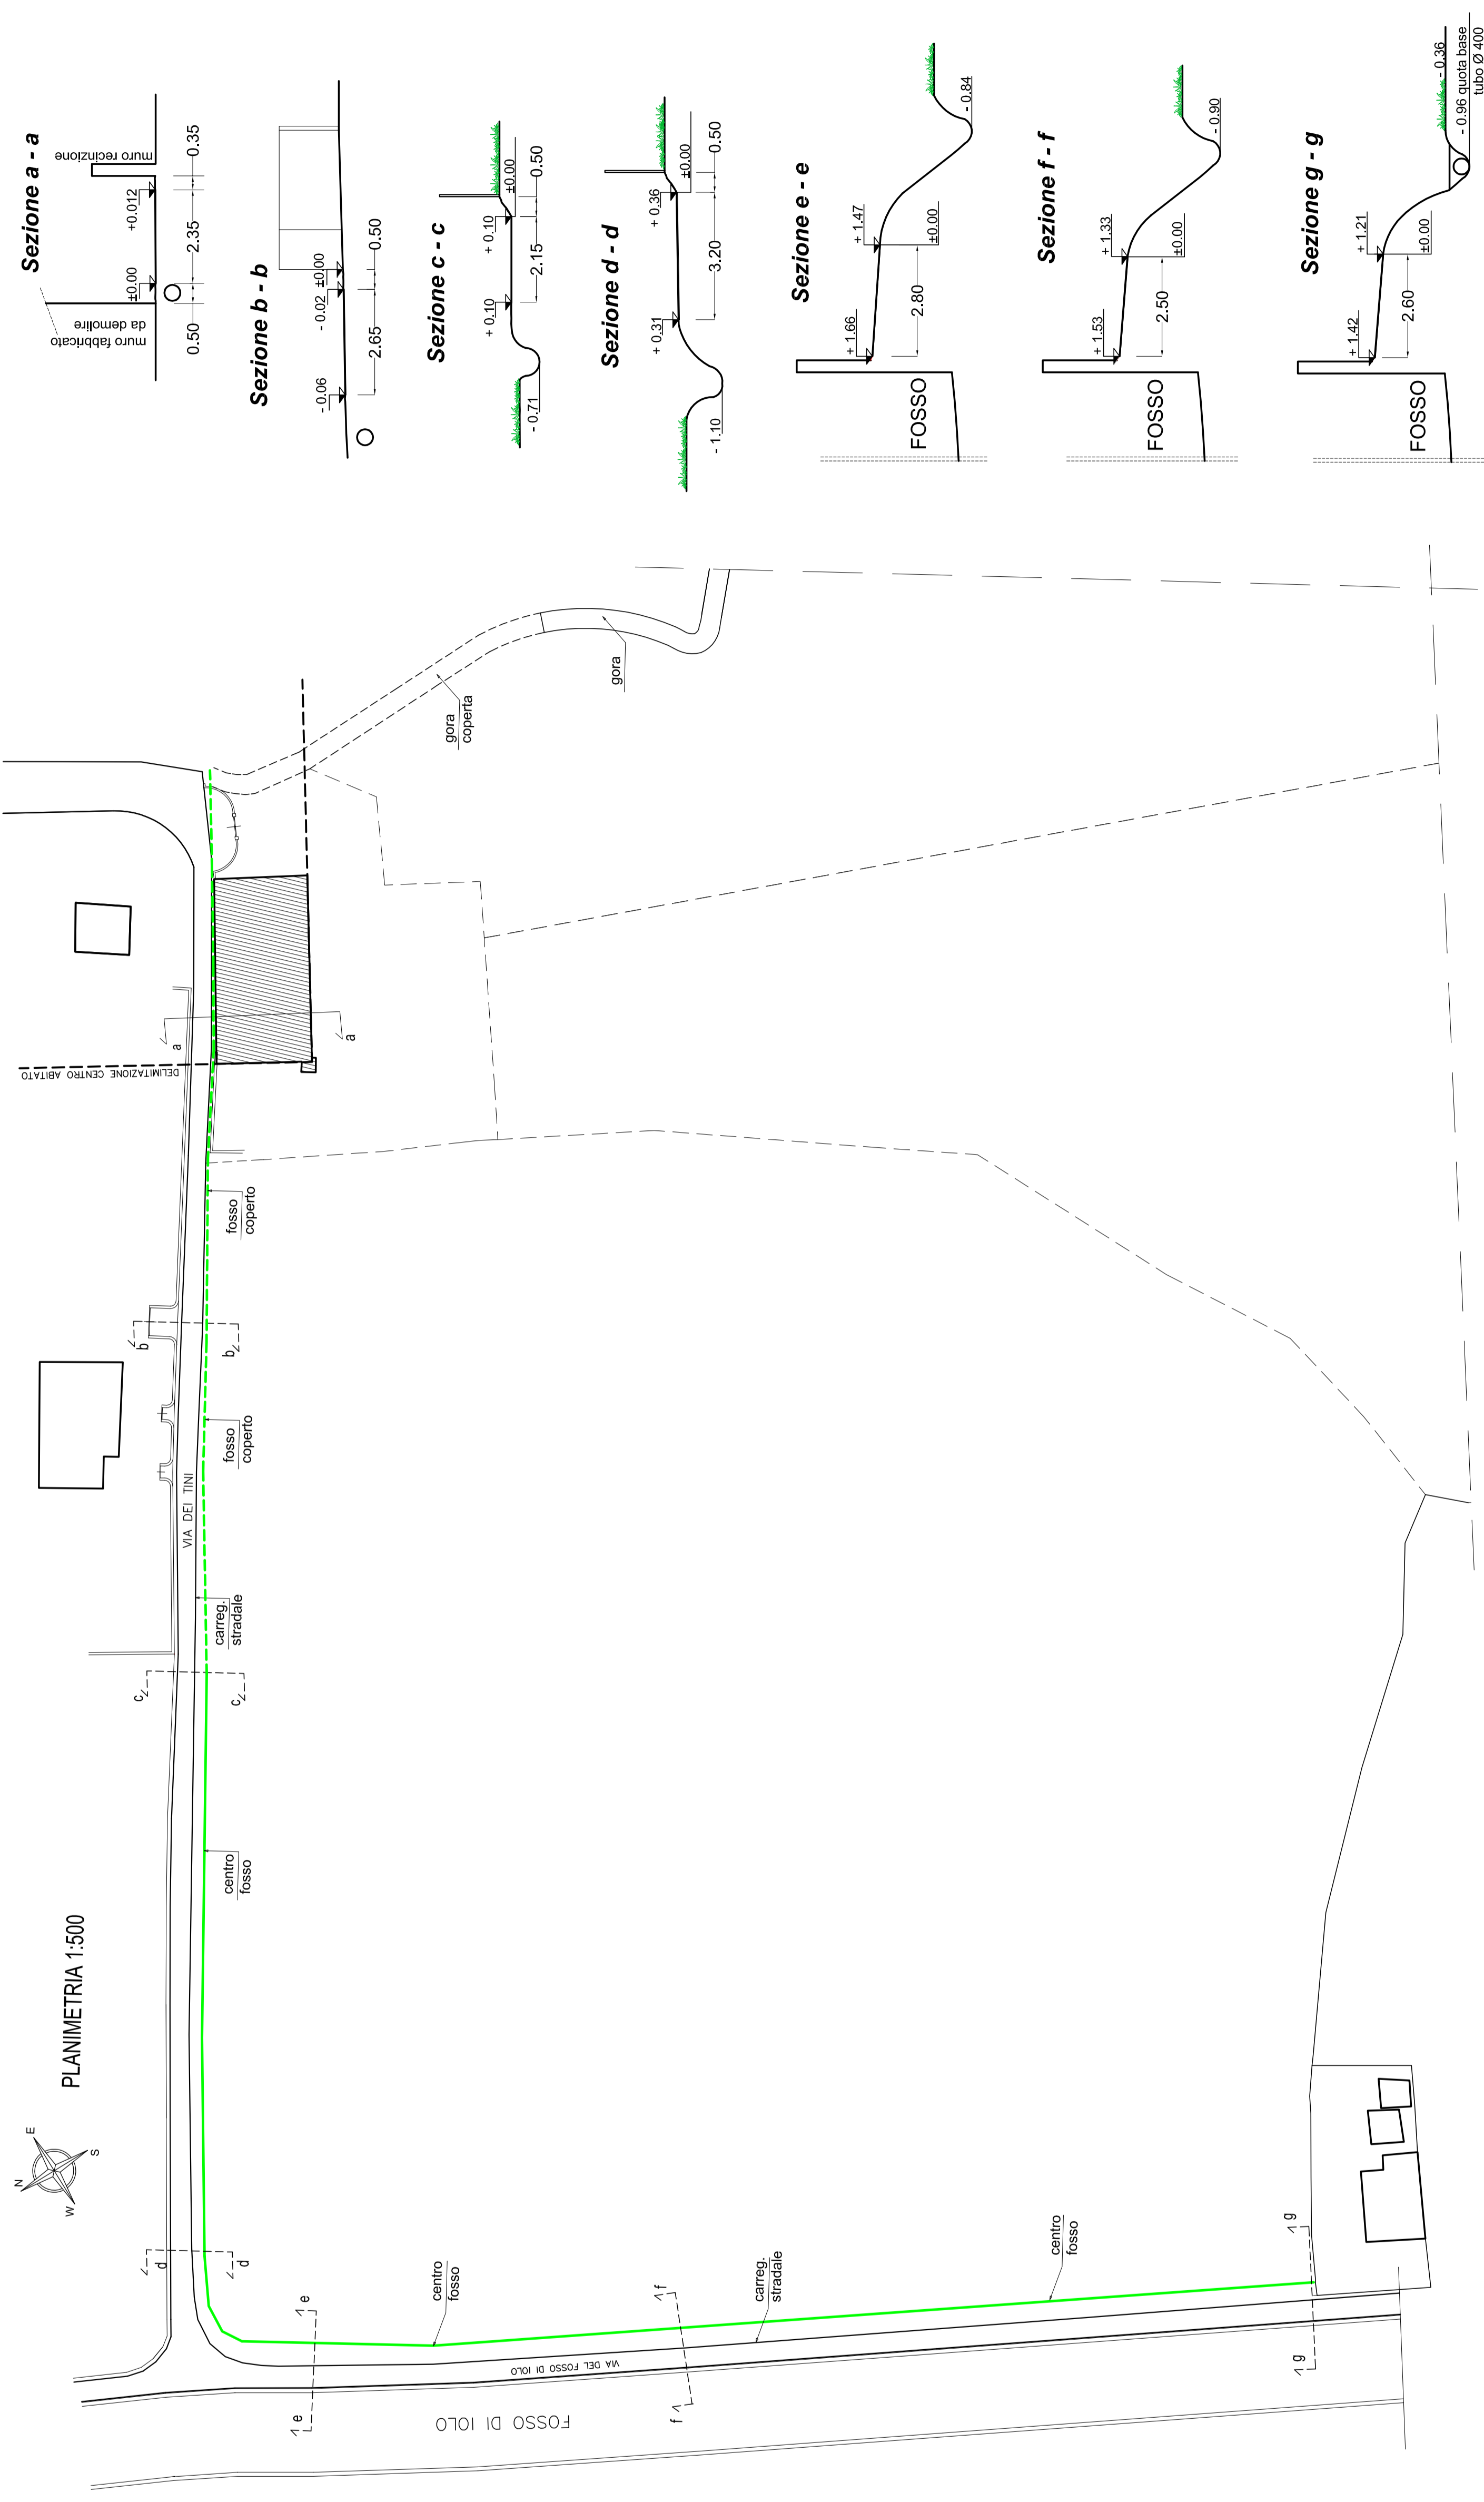 Sezione a - a
muro fabbricato
da demolire
muro recinzione
±0.00
+0.012
0.50
2.35
0.35
Sezione b - b
- 0.06
- 0.02
±0.00
2.65
0.50
Sezione c - c
+ 0.10
+ 0.10
±0.00
- 0.71
2.15
0.50
Sezione d - d
+ 0.31
+ 0.36
±0.00
- 1.10
3.20
0.50
Sezione e - e
+ 1.66
+ 1.47
±0.00
- 0.84
2.80
FOSSO
Sezione f - f
+ 1.53
+ 1.33
±0.00
- 0.90
2.50
FOSSO
Sezione g - g
+ 1.42
+ 1.21
±0.00
- 0.36
- 0.96 quota base
tubo Ø 400
2.60
FOSSO
PLANIMETRIA 1:500
N
E
S
W
DELIMITAZIONE CENTRO ABITATO
VIA DEI TINI
gora
coperta
gora
a
a
fosso
coperto
b
b
fosso
coperto
carreg.
stradale
c
c
centro
fosso
d
d
e
e
centro
fosso
VIA DEL FOSSO DI IOLO
FOSSO DI IOLO
f
f
carreg.
stradale
centro
fosso
g
g